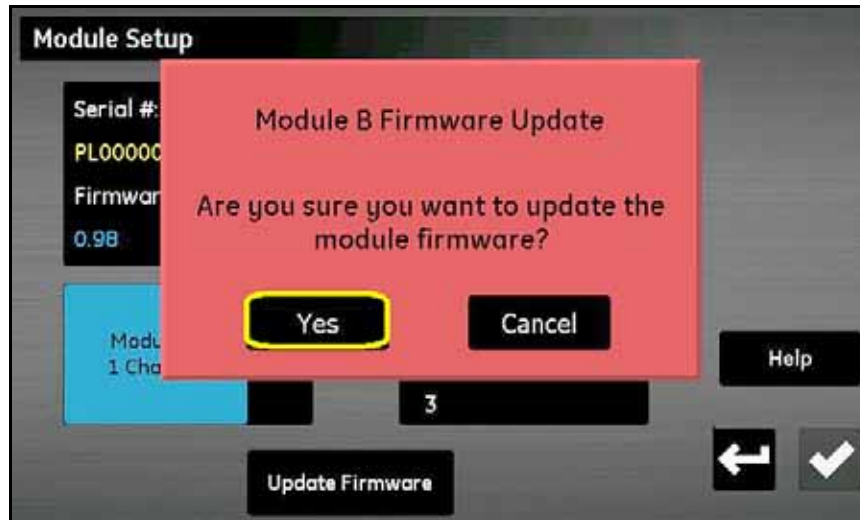 Module Setup
Serial #:
PL00000
Firmwar
0.98
Module B Firmware Update
Are you sure you want to update the
module firmware?
Yes
Cancel
Modu
1 Cha
3
Help
Update Firmware